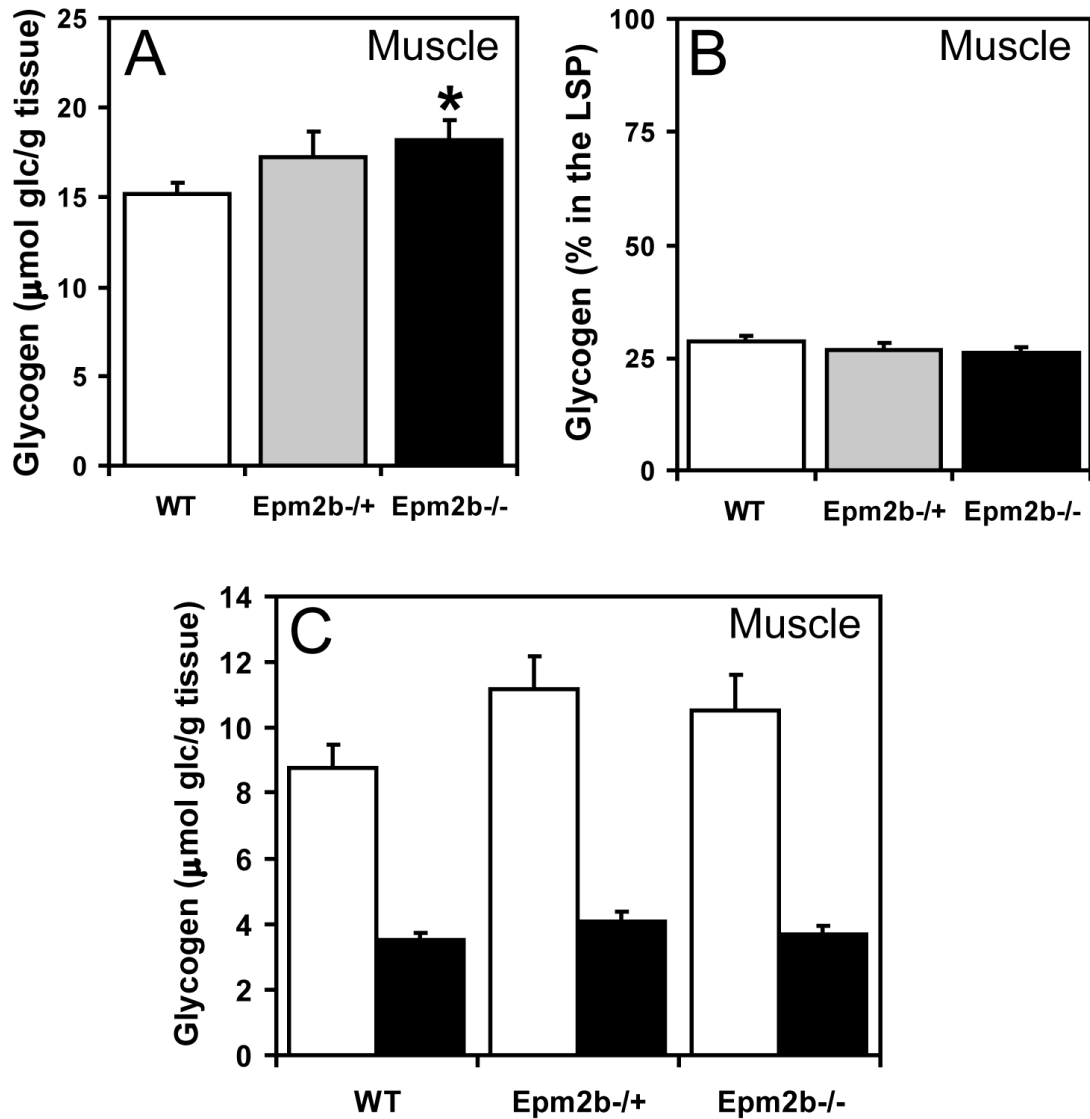 A
Muscle
*
Glycogen (μmol glc/g tissue)
25
20
15
10
5
0
WT Epm2b-/+ Epm2b-/-
B
Muscle
Glycogen (% in the LSP)
100
75
50
25
0
WT Epm2b-/+ Epm2b-/-
C
Muscle
Glycogen (μmol glc/g tissue)
14
12
10
8
6
4
2
0
WT Epm2b-/+ Epm2b-/-